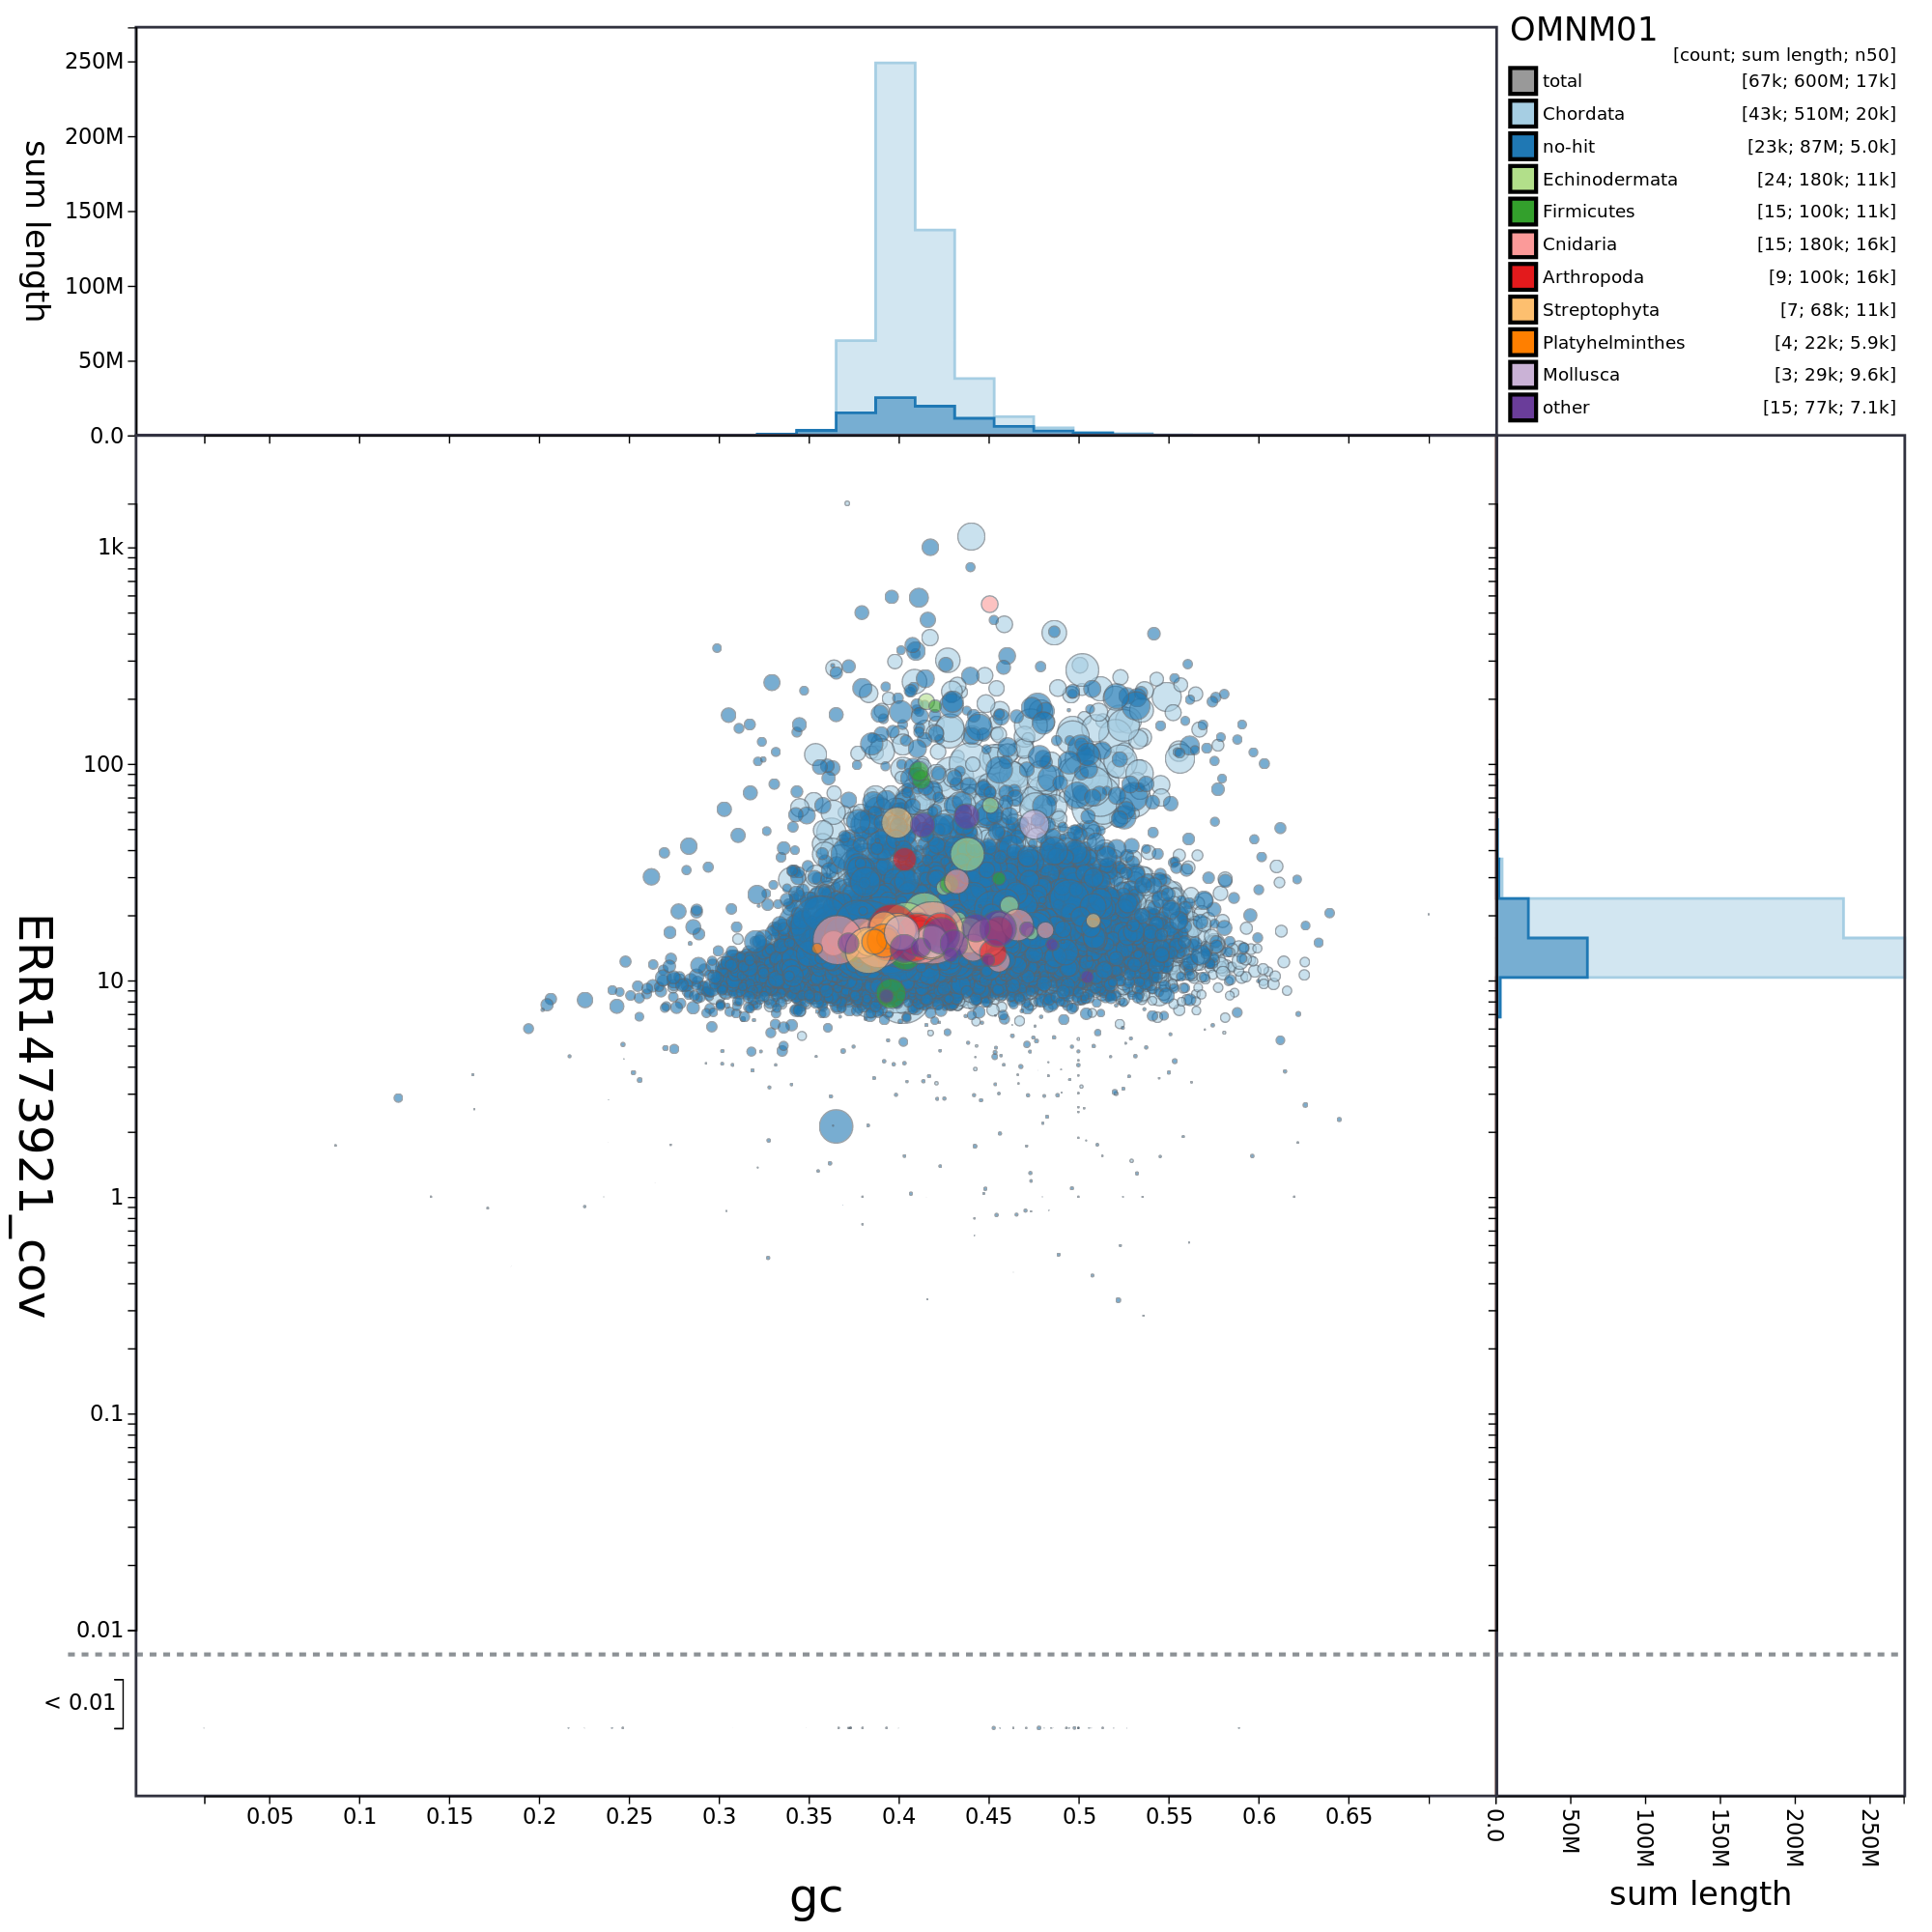 OMNM01
[count; sum length; n50]
total [67k; 600M; 17k]
Chordata [43k; 510M; 20k]
no-hit [23k; 87M; 5.0k]
Echinodermata [24; 180k; 11k]
Firmicutes [15; 100k; 11k]
Cnidaria [15; 180k; 16k]
Arthropoda [9; 100k; 16k]
Streptophyta [7; 68k; 11k]
Platyhelminthes [4; 22k; 5.9k]
Mollusca [3; 29k; 9.6k]
other [15; 77k; 7.1k]
sum length
250M
200M
150M
100M
50M
0.0
ERR1473921_cov
1k
100
10
1
0.1
0.01
< 0.01
0.05 0.1 0.15 0.2 0.25 0.3 0.35 0.4 0.45 0.5 0.55 0.6 0.65
gc
0.0 50M 100M 150M 200M 250M
sum length